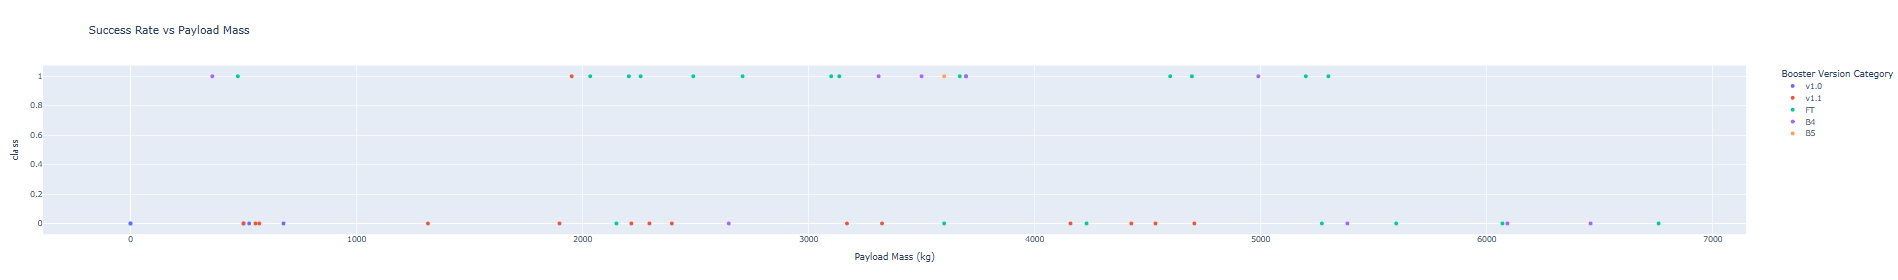 Success Rate vs Payload Mass
Booster Version Category
v1.0
v1.1
FT
B4
B5
1
0.8
0.6
0.4
0.2
0
class
0 1000 2000 3000 4000 5000 6000 7000
Payload Mass (kg)